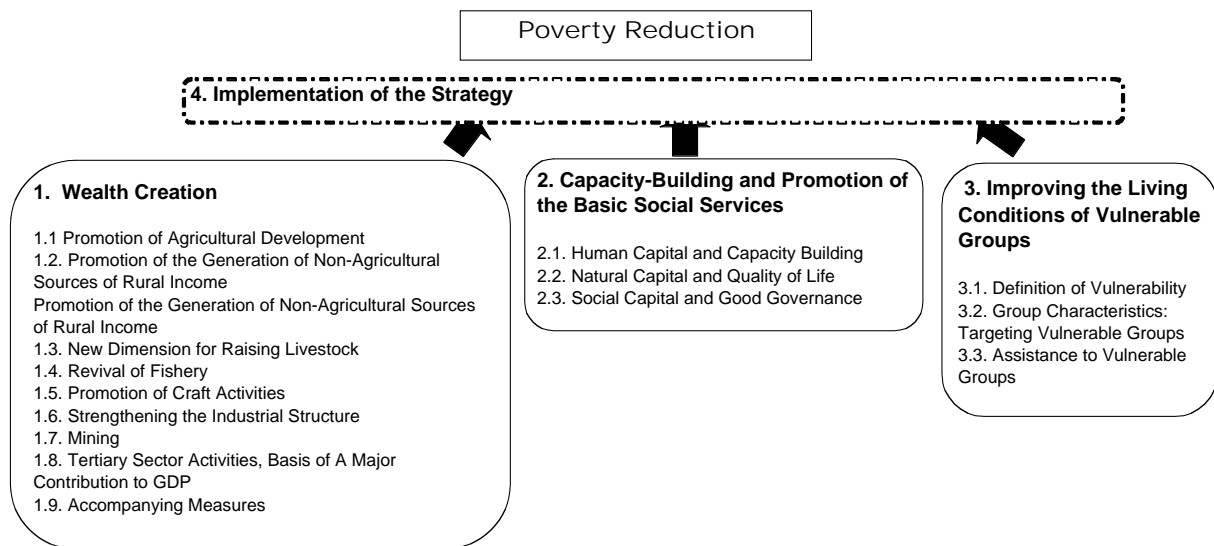 Poverty Reduction
4. Implementation of the Strategy
1. Wealth Creation
1.1 Promotion of Agricultural Development
1.2. Promotion of the Generation of Non-Agricultural
Sources of Rural Income
Promotion of the Generation of Non-Agricultural Sources
of Rural Income
1.3. New Dimension for Raising Livestock
1.4. Revival of Fishery
1.5. Promotion of Craft Activities
1.6. Strengthening the Industrial Structure
1.7. Mining
1.8. Tertiary Sector Activities, Basis of A Major
Contribution to GDP
1.9. Accompanying Measures
2. Capacity-Building and Promotion of
the Basic Social Services
2.1. Human Capital and Capacity Building
2.2. Natural Capital and Quality of Life
2.3. Social Capital and Good Governance
3. Improving the Living
Conditions of Vulnerable
Groups
3.1. Definition of Vulnerability
3.2. Group Characteristics:
Targeting Vulnerable Groups
3.3. Assistance to Vulnerable
Groups